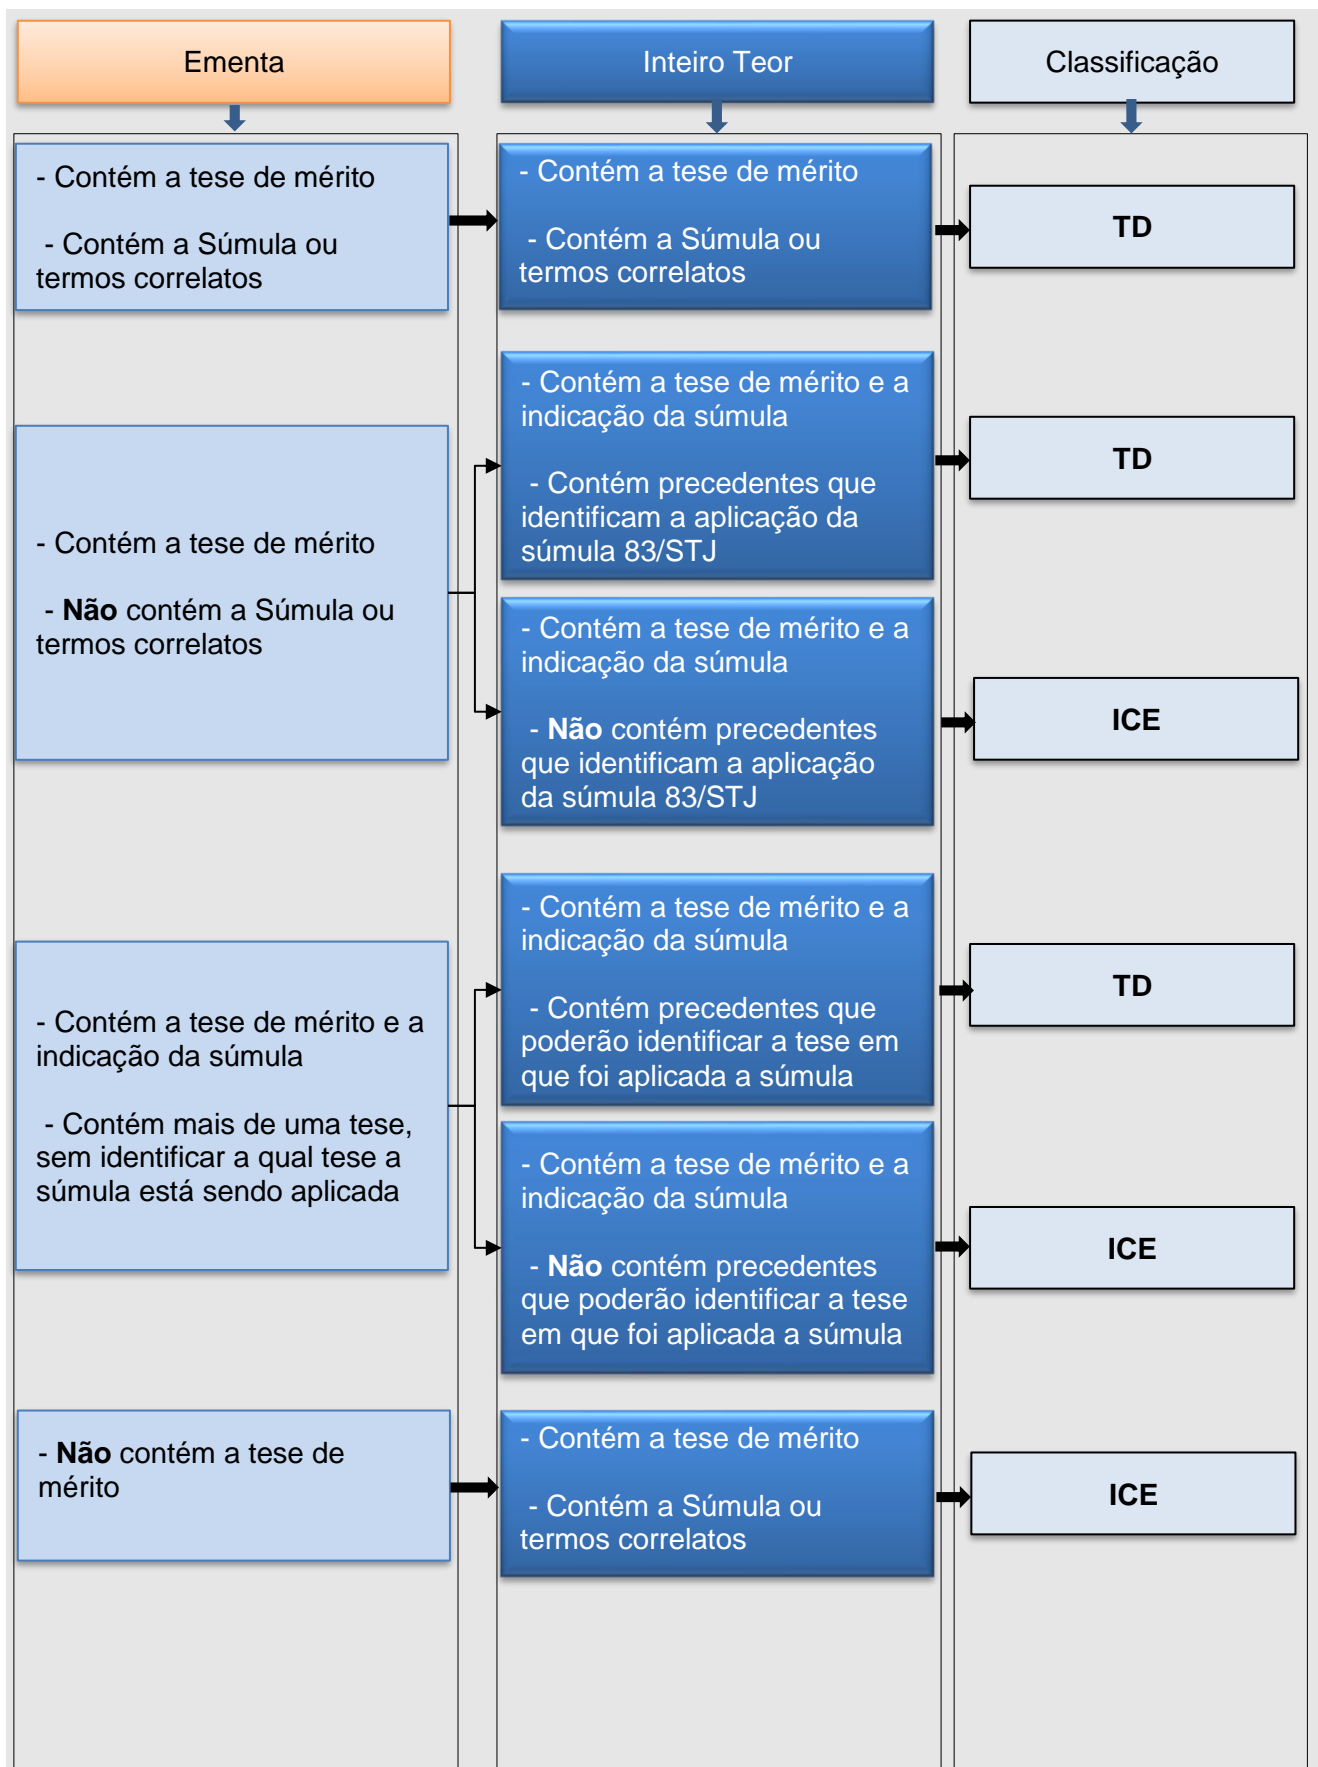 Ementa
Inteiro Teor
Classificação
- Contém a tese de mérito
- Contém a Súmula ou
termos correlatos
- Contém a tese de mérito
- Contém a Súmula ou
termos correlatos
TD
- Contém a tese de mérito
- Não contém a Súmula ou
termos correlatos
- Contém a tese de mérito e a
indicação da súmula
- Contém precedentes que
identificam a aplicação da
súmula 83/STJ
TD
- Contém a tese de mérito e a
indicação da súmula
- Não contém precedentes
que identificam a aplicação
da súmula 83/STJ
ICE
- Contém a tese de mérito e a
indicação da súmula
- Contém mais de uma tese,
sem identificar a qual tese a
súmula está sendo aplicada
- Contém a tese de mérito e a
indicação da súmula
- Contém precedentes que
poderão identificar a tese em
que foi aplicada a súmula
TD
- Contém a tese de mérito e a
indicação da súmula
- Não contém precedentes
que poderão identificar a tese
em que foi aplicada a súmula
ICE
- Não contém a tese de
mérito
- Contém a tese de mérito
- Contém a Súmula ou
termos correlatos
ICE